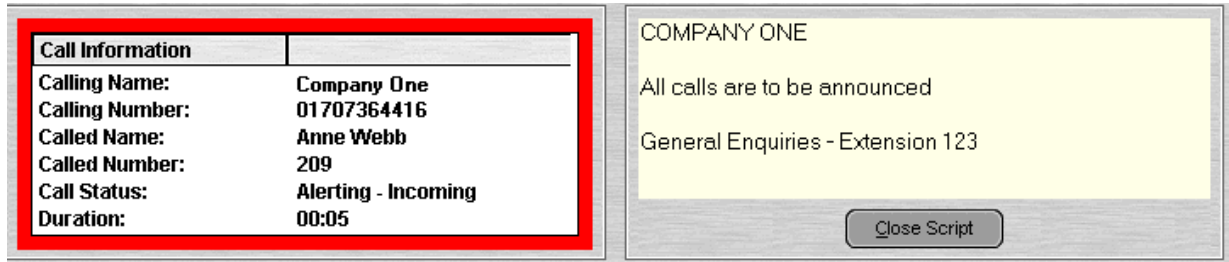 Call Information
Calling Name: Company One
Calling Number: 01707364416
Called Name: Anne Webb
Called Number: 209
Call Status: Alerting - Incoming
Duration: 00:05
COMPANY ONE
All calls are to be announced
General Enquiries - Extension 123
Close Script